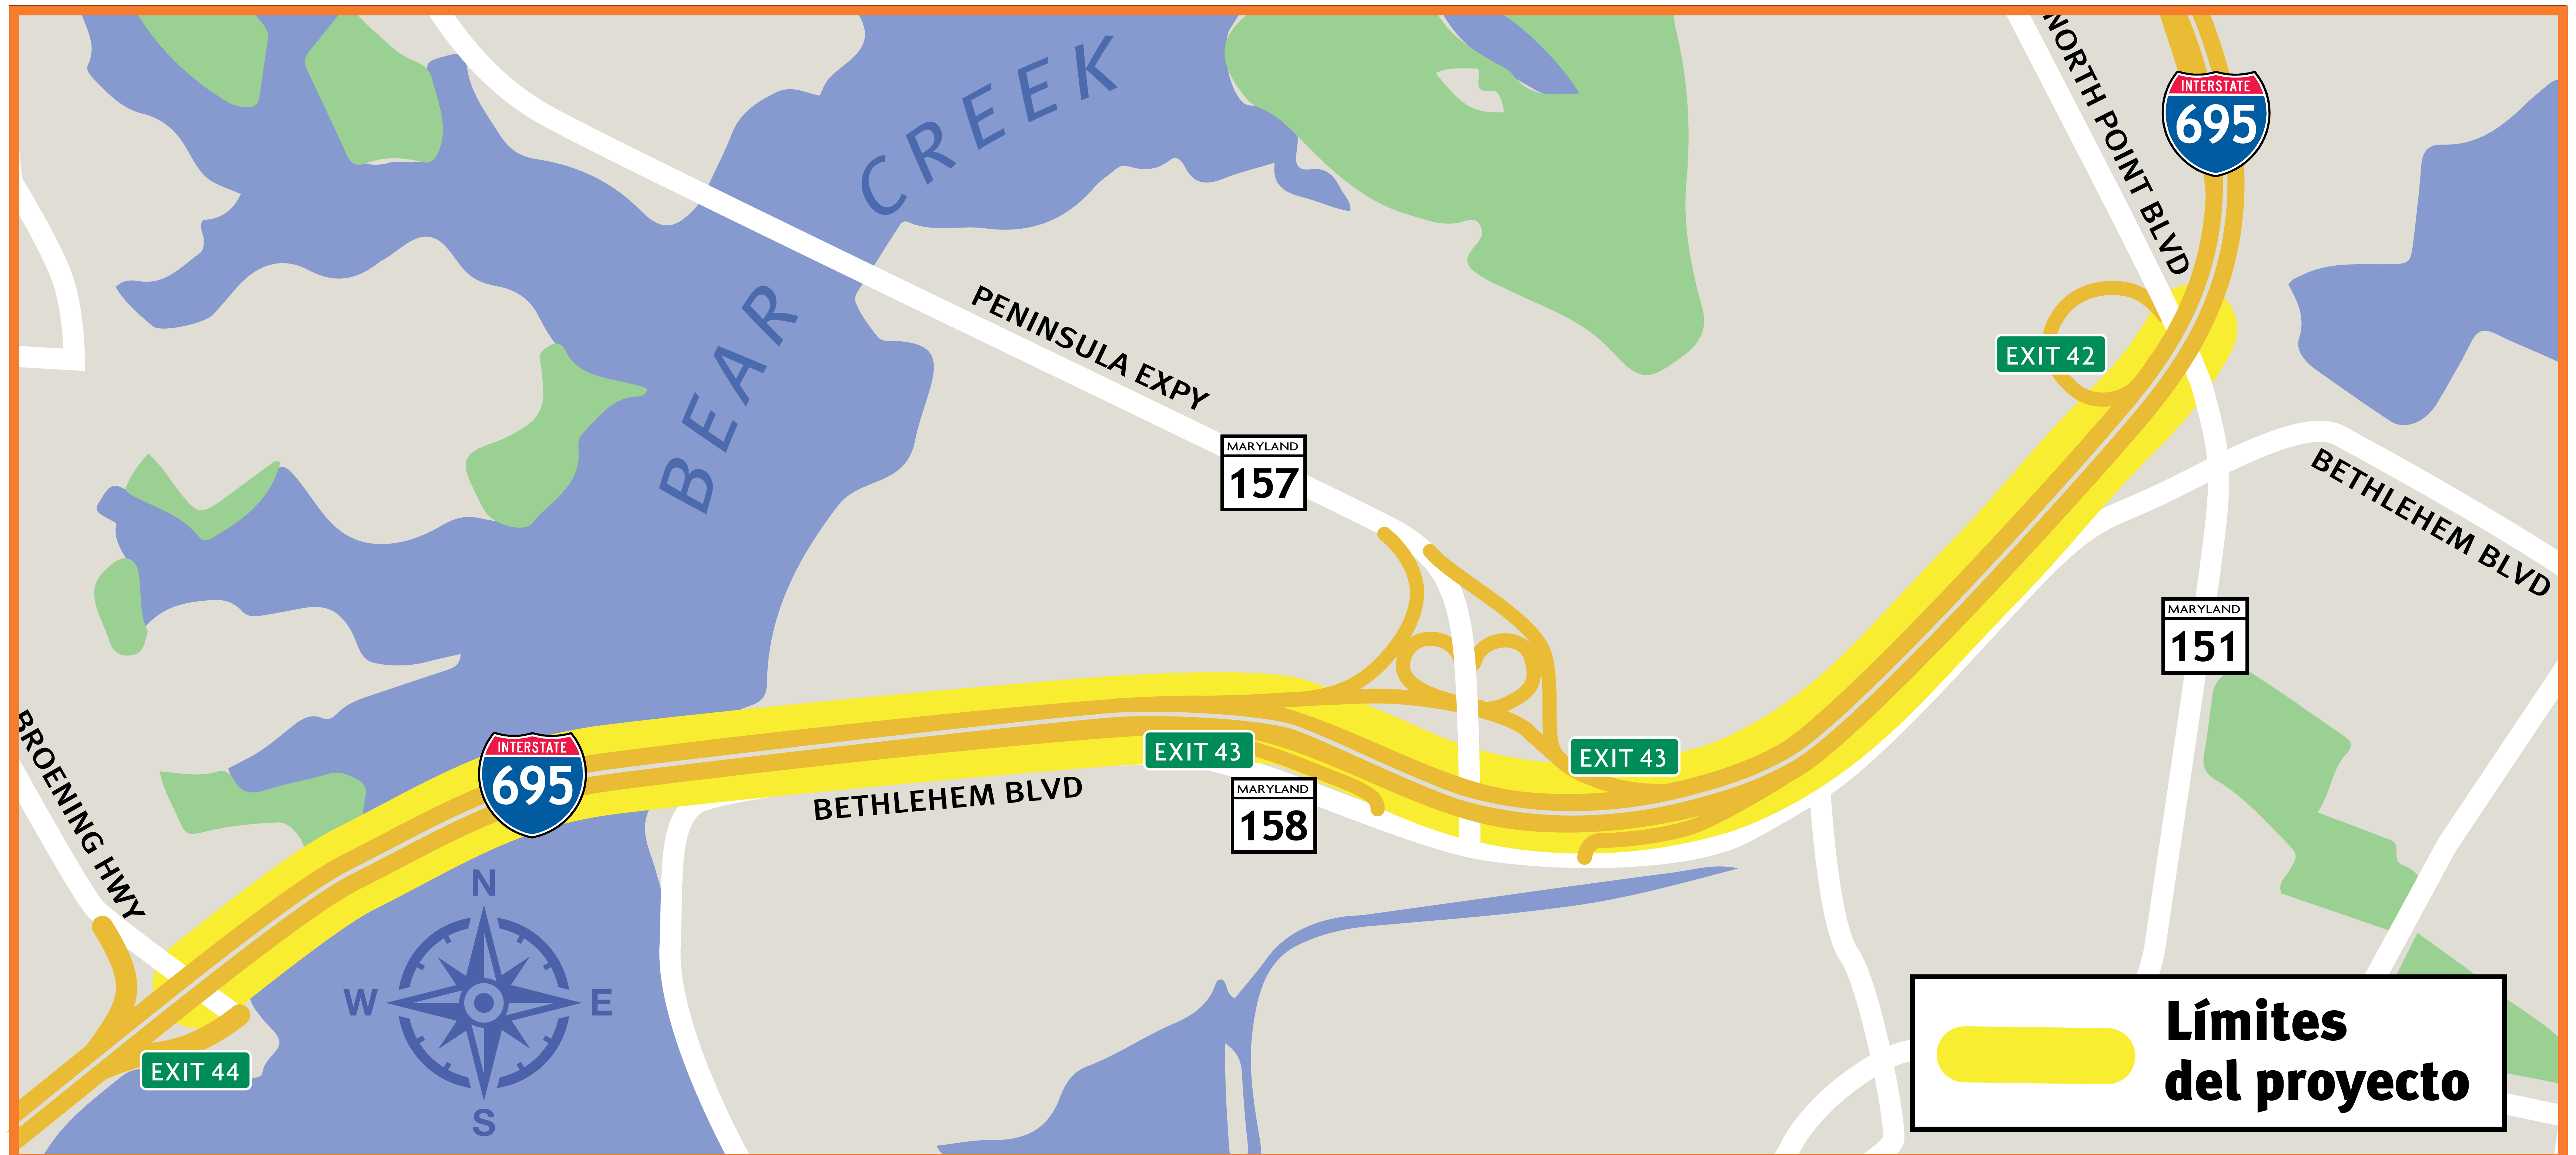 CREEK
NORTH POINT BLVD
INTERSTATE
695
BEAR
PENINSULA EXPY
EXIT 42
MARYLAND
157
BETHLEHEM BLVD
MARYLAND
151
BROENING HWY
INTERSTATE
695
EXIT 43
EXIT 43
BETHLEHEM BLVD
MARYLAND
158
N
W
E
S
EXIT 44
Límites
del proyecto